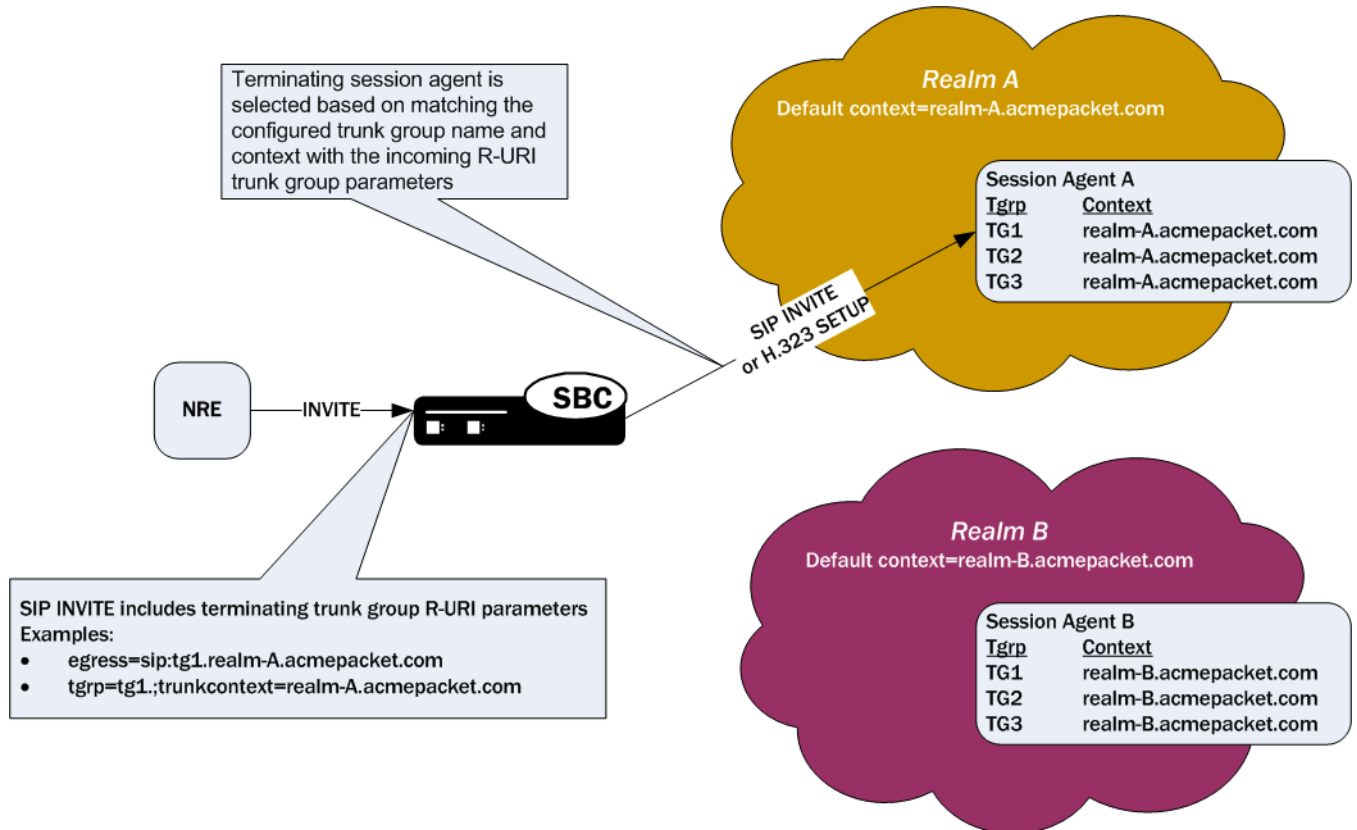 Terminating session agent is
selected based on matching the
configured trunk group name and
context with the incoming R-URI
trunk group parameters
Realm A
Default context=realm-A.acmepacket.com
Session Agent A
Tgrp Context
TG1 realm-A.acmepacket.com
TG2 realm-A.acmepacket.com
TG3 realm-A.acmepacket.com
SIP INVITE
or H.323 SETUP
NRE
INVITE
SBC
Realm B
Default context=realm-B.acmepacket.com
Session Agent B
Tgrp Context
TG1 realm-B.acmepacket.com
TG2 realm-B.acmepacket.com
TG3 realm-B.acmepacket.com
SIP INVITE includes terminating trunk group R-URI parameters
Examples:
• egress=sip:tg1.realm-A.acmepacket.com
• tgrp=tg1.;trunkcontext=realm-A.acmepacket.com